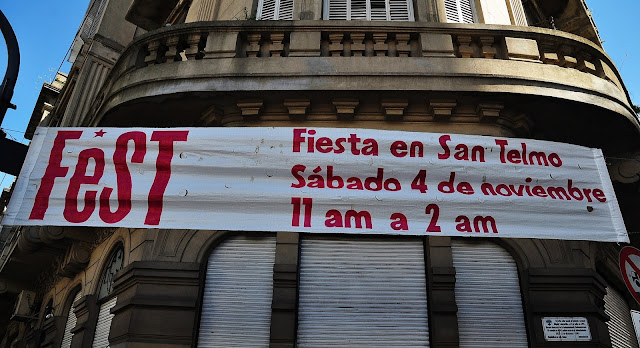 FeST
Fiesta en San Telmo
Sábado 4 de noviembre
11 am a 2 am